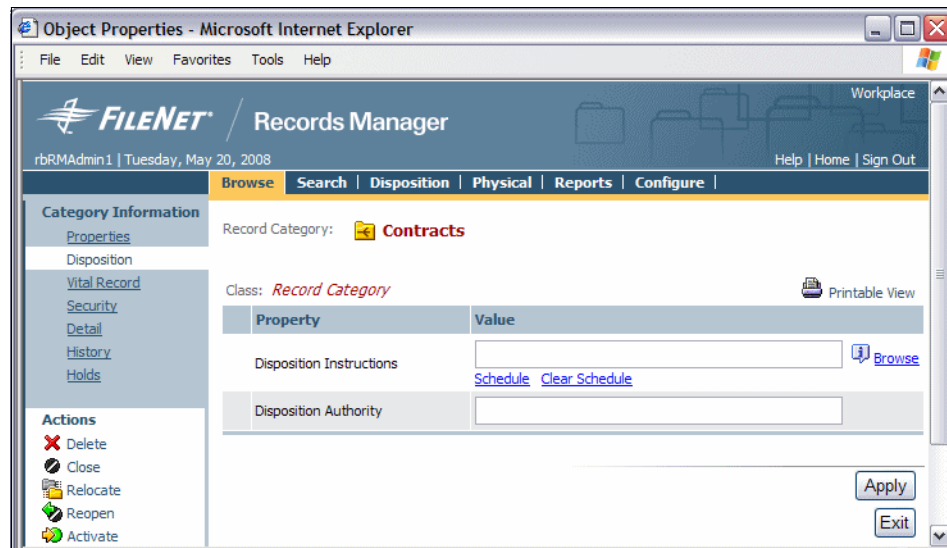 Object Properties - Microsoft Internet Explorer
File Edit View Favorites Tools Help
Workplace
FILENET Records Manager
rbRMAdmin1 | Tuesday, May 20, 2008
Help | Home | Sign Out
Browse Search | Disposition | Physical | Reports | Configure |
Category Information
Properties
Disposition
Vital Record
Security
Detail
History
Holds
Actions
Delete
Close
Relocate
Reopen
Activate
Record Category: Contracts
Class: Record Category
Printable View
Property Value
Disposition Instructions
Browse
Schedule Clear Schedule
Disposition Authority
Apply
Exit